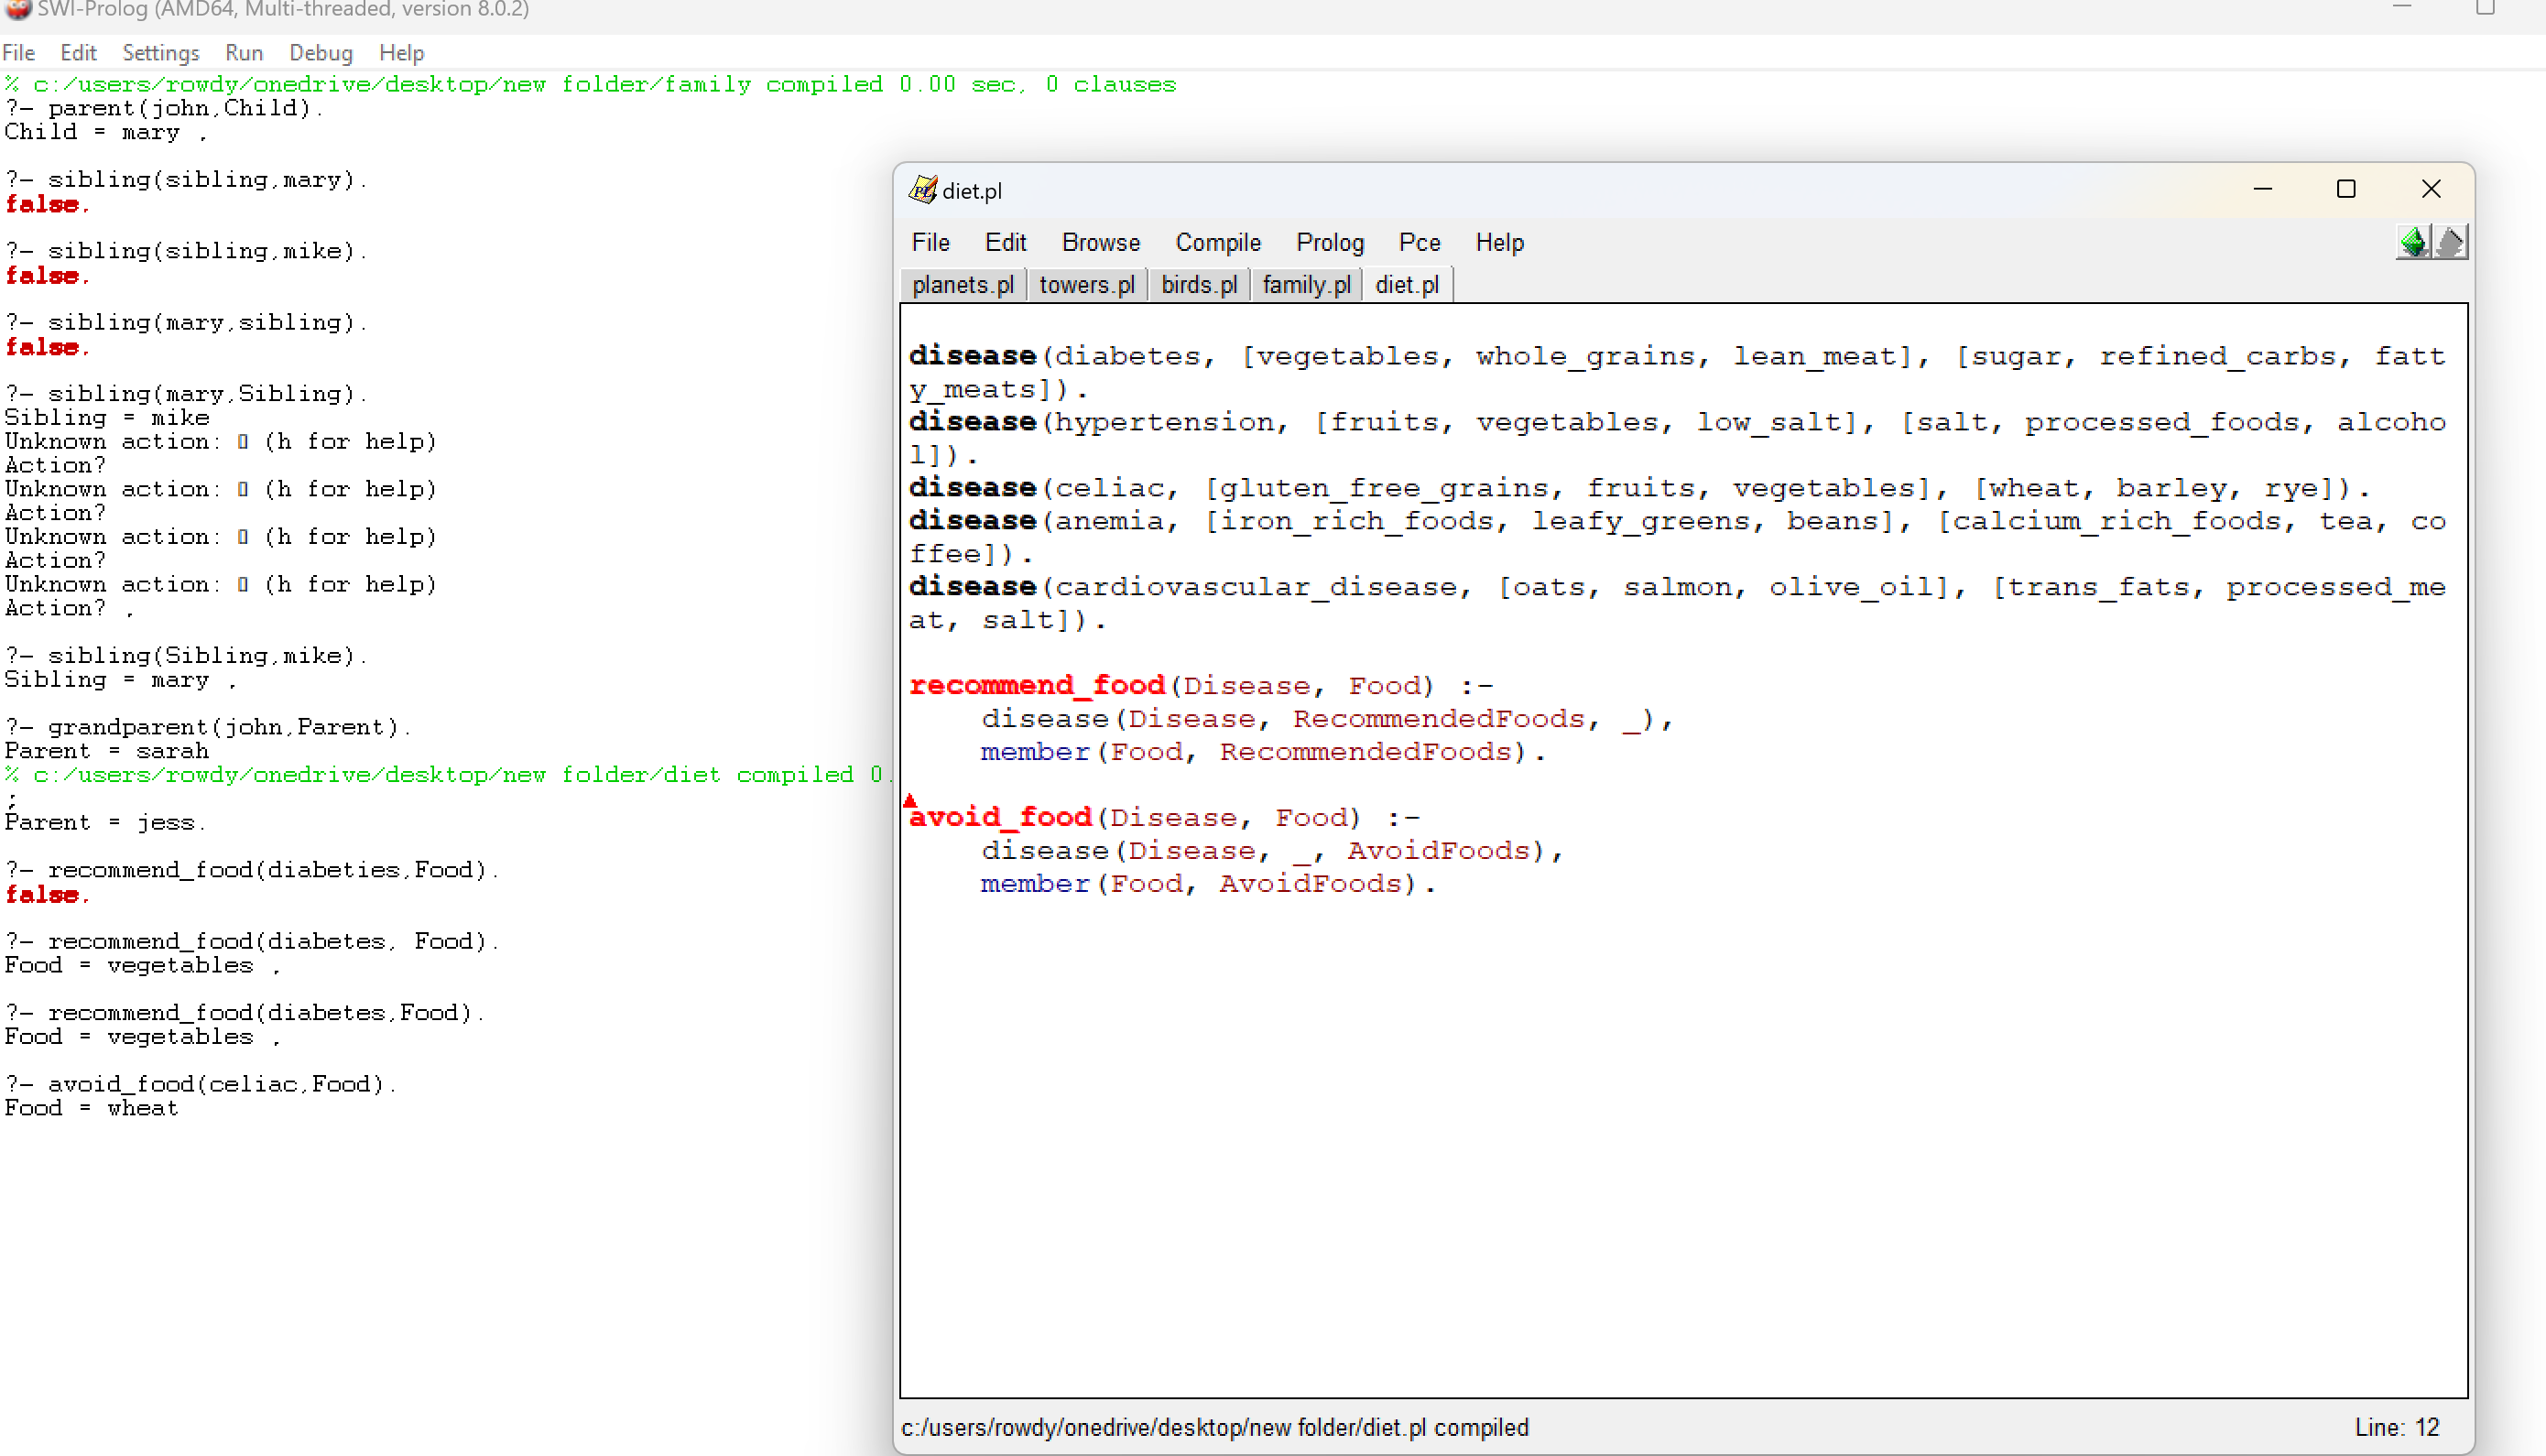 SWI-Prolog (AMD64, Multi-threaded, version 8.0.2)
File Edit Settings Run Debug Help
% c:/users/rowdy/onedrive/desktop/new folder/family compiled 0.00 sec, 0 clauses
?- parent(john,Child).
Child = mary .

?- sibling(sibling,mary).
false.

?- sibling(sibling,mike).
false.

?- sibling(mary,sibling).
false.

?- sibling(mary,Sibling).
Sibling = mike
Unknown action: (h for help)
Action?
Unknown action: (h for help)
Action?
Unknown action: (h for help)
Action?
Unknown action: (h for help)
Action? .

?- sibling(Sibling,mike).
Sibling = mary .

?- grandparent(john,Parent).
Parent = sarah
% c:/users/rowdy/onedrive/desktop/new folder/diet compiled 0.
;
Parent = jess.

?- recommend_food(diabeties,Food).
false.

?- recommend_food(diabetes, Food).
Food = vegetables .

?- recommend_food(diabetes,Food).
Food = vegetables .

?- avoid_food(celiac,Food).
Food = wheat

diet.pl
File Edit Browse Compile Prolog Pce Help
planets.pl towers.pl birds.pl family.pl diet.pl
disease(diabetes, [vegetables, whole_grains, lean_meat], [sugar, refined_carbs, fatt
y_meats]).
disease(hypertension, [fruits, vegetables, low_salt], [salt, processed_foods, alcoho
l]).
disease(celiac, [gluten_free_grains, fruits, vegetables], [wheat, barley, rye]).
disease(anemia, [iron_rich_foods, leafy_greens, beans], [calcium_rich_foods, tea, co
ffee]).
disease(cardiovascular_disease, [oats, salmon, olive_oil], [trans_fats, processed_me
at, salt]).

recommend_food(Disease, Food) :-
    disease(Disease, RecommendedFoods, _),
    member(Food, RecommendedFoods).

avoid_food(Disease, Food) :-
    disease(Disease, _, AvoidFoods),
    member(Food, AvoidFoods).

c:/users/rowdy/onedrive/desktop/new folder/diet.pl compiled
Line: 12